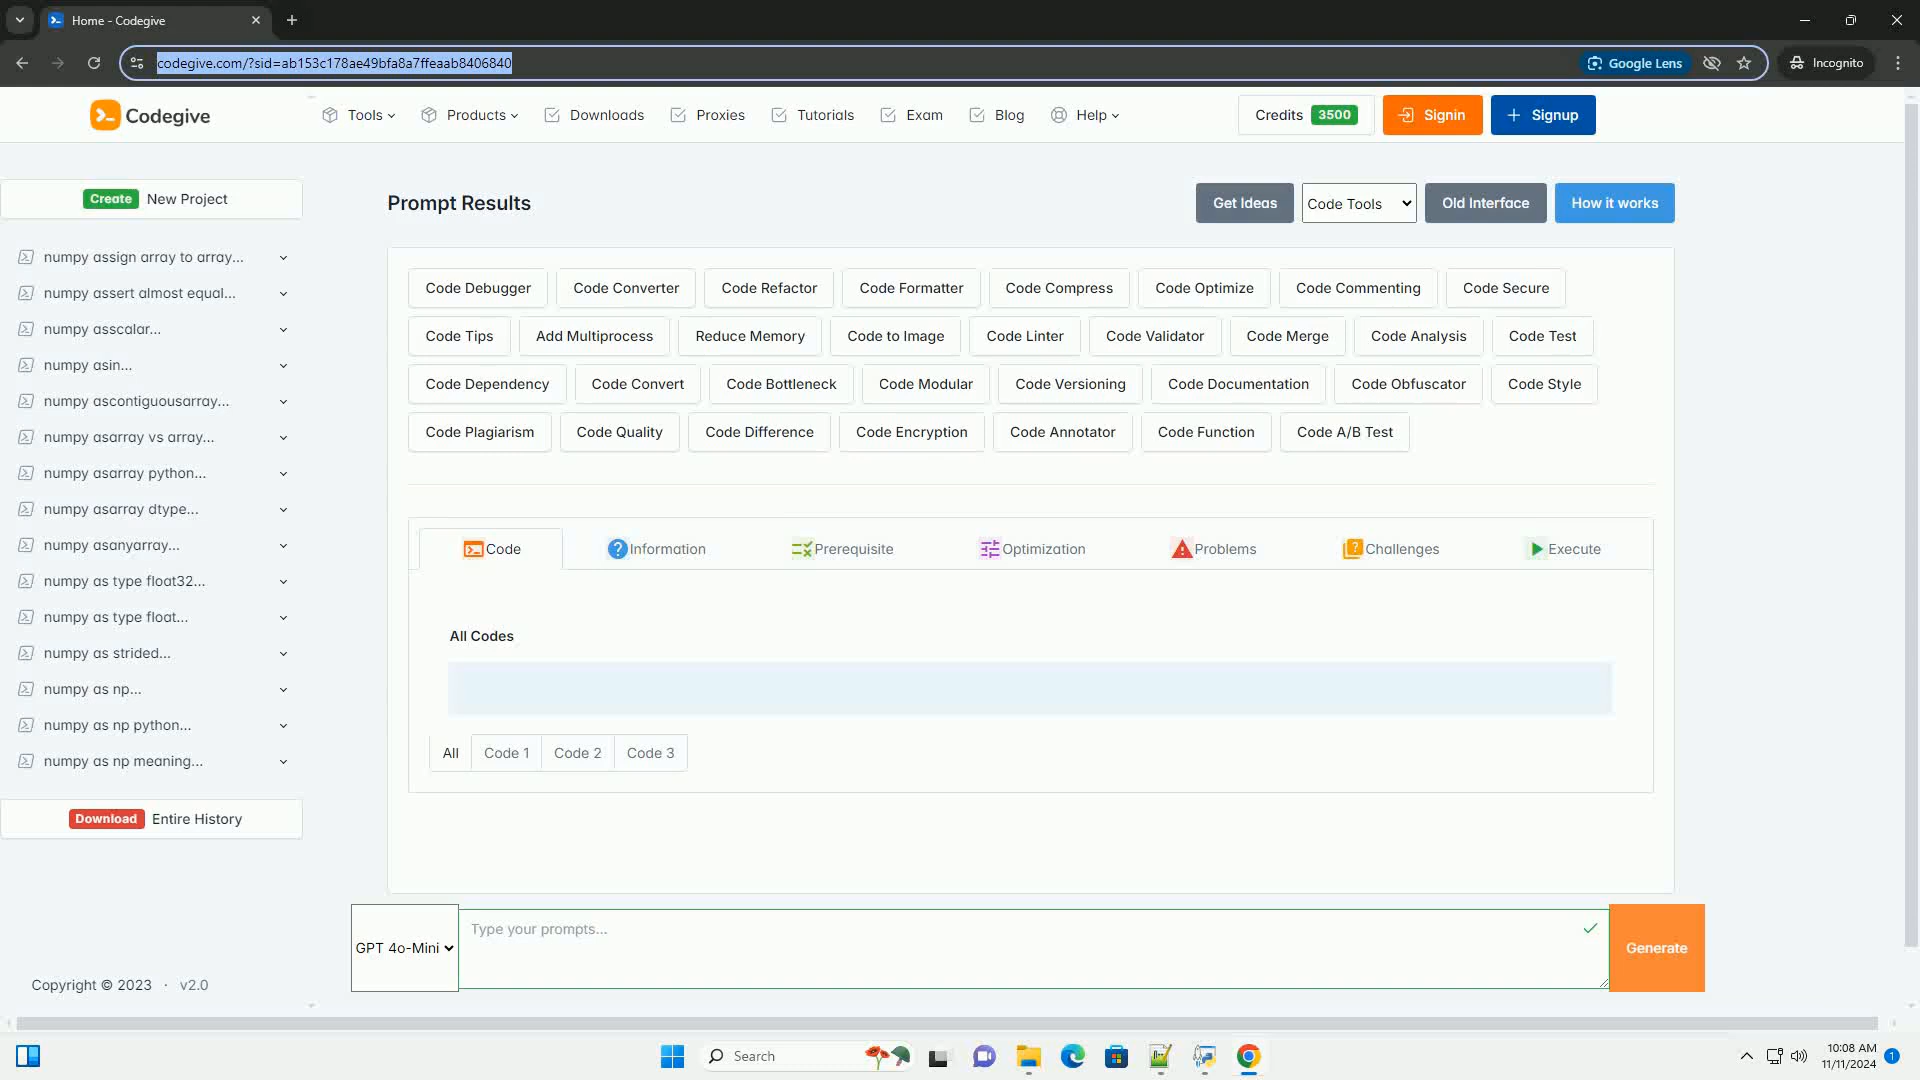 Home - Codegive
codegive.com/?sid=ab153c178ae49bfa8a7ffeaab8406840
Google Lens
Incognito
Codegive
Tools
Products
Downloads
Proxies
Tutorials
Exam
Blog
Help
Credits 3500
Signin
Signup
Create New Project
Prompt Results
Get Ideas
Code Tools
Old Interface
How it works
numpy assign array to array...
numpy assert almost equal...
numpy asscalar...
numpy asin...
numpy ascontiguousarray...
numpy asarray vs array...
numpy asarray python...
numpy asarray dtype...
numpy asanyarray...
numpy as type float32...
numpy as type float...
numpy as strided...
numpy as np...
numpy as np python...
numpy as np meaning...
Download Entire History
Copyright © 2023 · v2.0
Code Debugger Code Converter Code Refactor Code Formatter Code Compress Code Optimize Code Commenting Code Secure
Code Tips Add Multiprocess Reduce Memory Code to Image Code Linter Code Validator Code Merge Code Analysis Code Test
Code Dependency Code Convert Code Bottleneck Code Modular Code Versioning Code Documentation Code Obfuscator Code Style
Code Plagiarism Code Quality Code Difference Code Encryption Code Annotator Code Function Code A/B Test
Code Information Prerequisite Optimization Problems Challenges Execute
All Codes
All Code 1 Code 2 Code 3
GPT 4o-Mini
Type your prompts...
Generate
Search
10:08 AM
11/11/2024
1